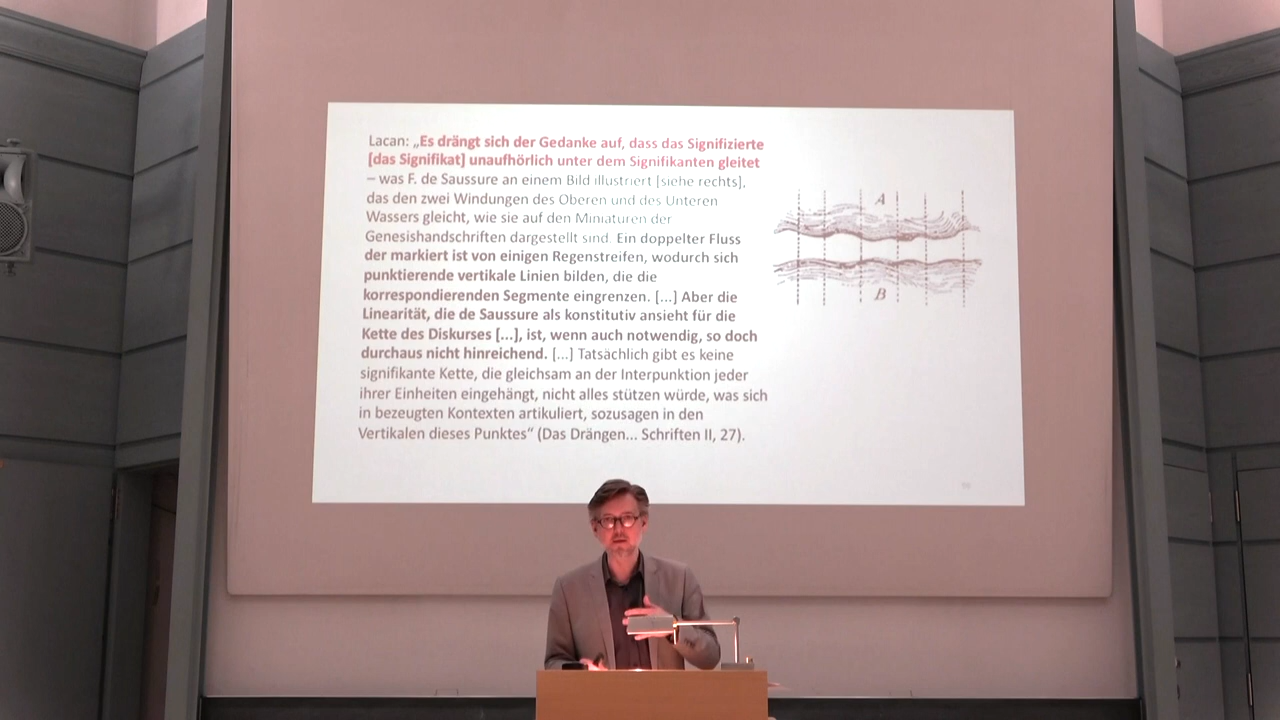 Lacan: „Es drängt sich der Gedanke auf, dass das Signifizierte
[das Signifikat] unaufhörlich unter dem Signifikanten gleitet
– was F. de Saussure an einem Bild illustriert [siehe rechts],
das den zwei Windungen des Oberen und des Unteren
Wassers gleicht, wie sie auf den Miniaturen der
Genesishandschriften dargestellt sind. Ein doppelter Fluss
der markiert ist von einigen Regenstreifen, wodurch sich
punktierende vertikale Linien bilden, die die
korrespondierenden Segmente eingrenzen. [...] Aber die
Linearität, die de Saussure als konstitutiv ansieht für die
Kette des Diskurses [...], ist, wenn auch notwendig, so doch
durchaus nicht hinreichend. [...] Tatsächlich gibt es keine
signifikante Kette, die gleichsam an der Interpunktion jeder
ihrer Einheiten eingehängt, nicht alles stützen würde, was sich
in bezeugten Kontexten artikuliert, sozusagen in den
Vertikalen dieses Punktes“ (Das Drängen... Schriften II, 27).
A
B